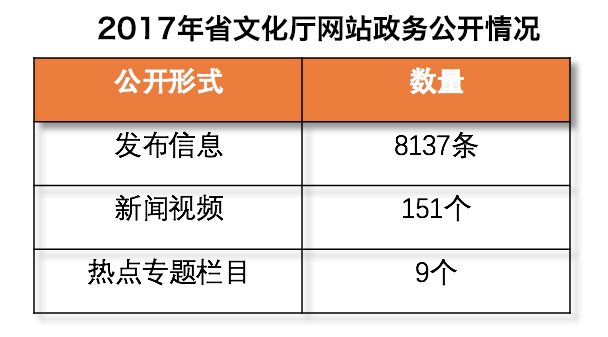 2017年省文化厅网站政务公开情况
公开形式 数量
发布信息 8137条
新闻视频 151个
热点专题栏目 9个